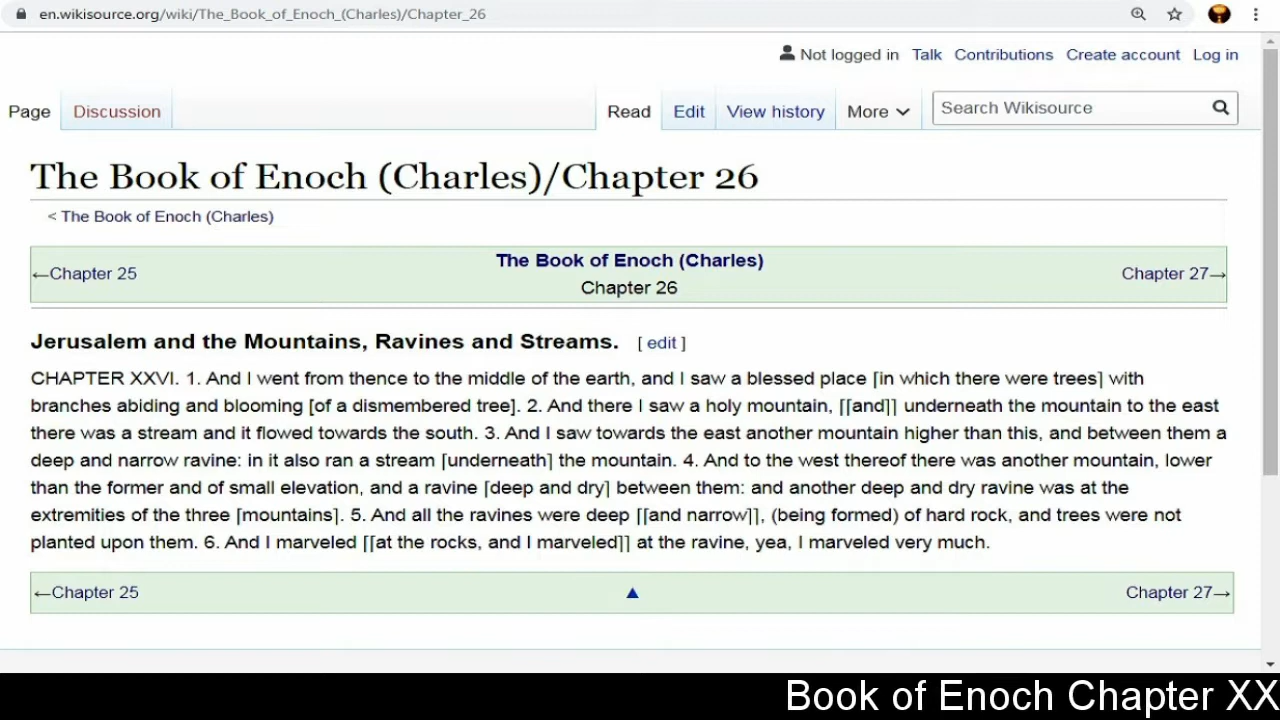 en.wikisource.org/wiki/The_Book_of_Enoch_(Charles)/Chapter_26
Not logged in Talk Contributions Create account Log in
Page Discussion Read Edit View history More Search Wikisource
The Book of Enoch (Charles)/Chapter 26
< The Book of Enoch (Charles)
The Book of Enoch (Charles)
←Chapter 25 Chapter 27→
Chapter 26
Jerusalem and the Mountains, Ravines and Streams. [ edit ]
CHAPTER XXVI. 1. And I went from thence to the middle of the earth, and I saw a blessed place [in which there were trees] with
branches abiding and blooming [of a dismembered tree]. 2. And there I saw a holy mountain, [[and]] underneath the mountain to the east
there was a stream and it flowed towards the south. 3. And I saw towards the east another mountain higher than this, and between them a
deep and narrow ravine: in it also ran a stream [underneath] the mountain. 4. And to the west thereof there was another mountain, lower
than the former and of small elevation, and a ravine [deep and dry] between them: and another deep and dry ravine was at the
extremities of the three [mountains]. 5. And all the ravines were deep [[and narrow]], (being formed) of hard rock, and trees were not
planted upon them. 6. And I marveled [[at the rocks, and I marveled]] at the ravine, yea, I marveled very much.
←Chapter 25 ▲ Chapter 27→
Book of Enoch Chapter XX